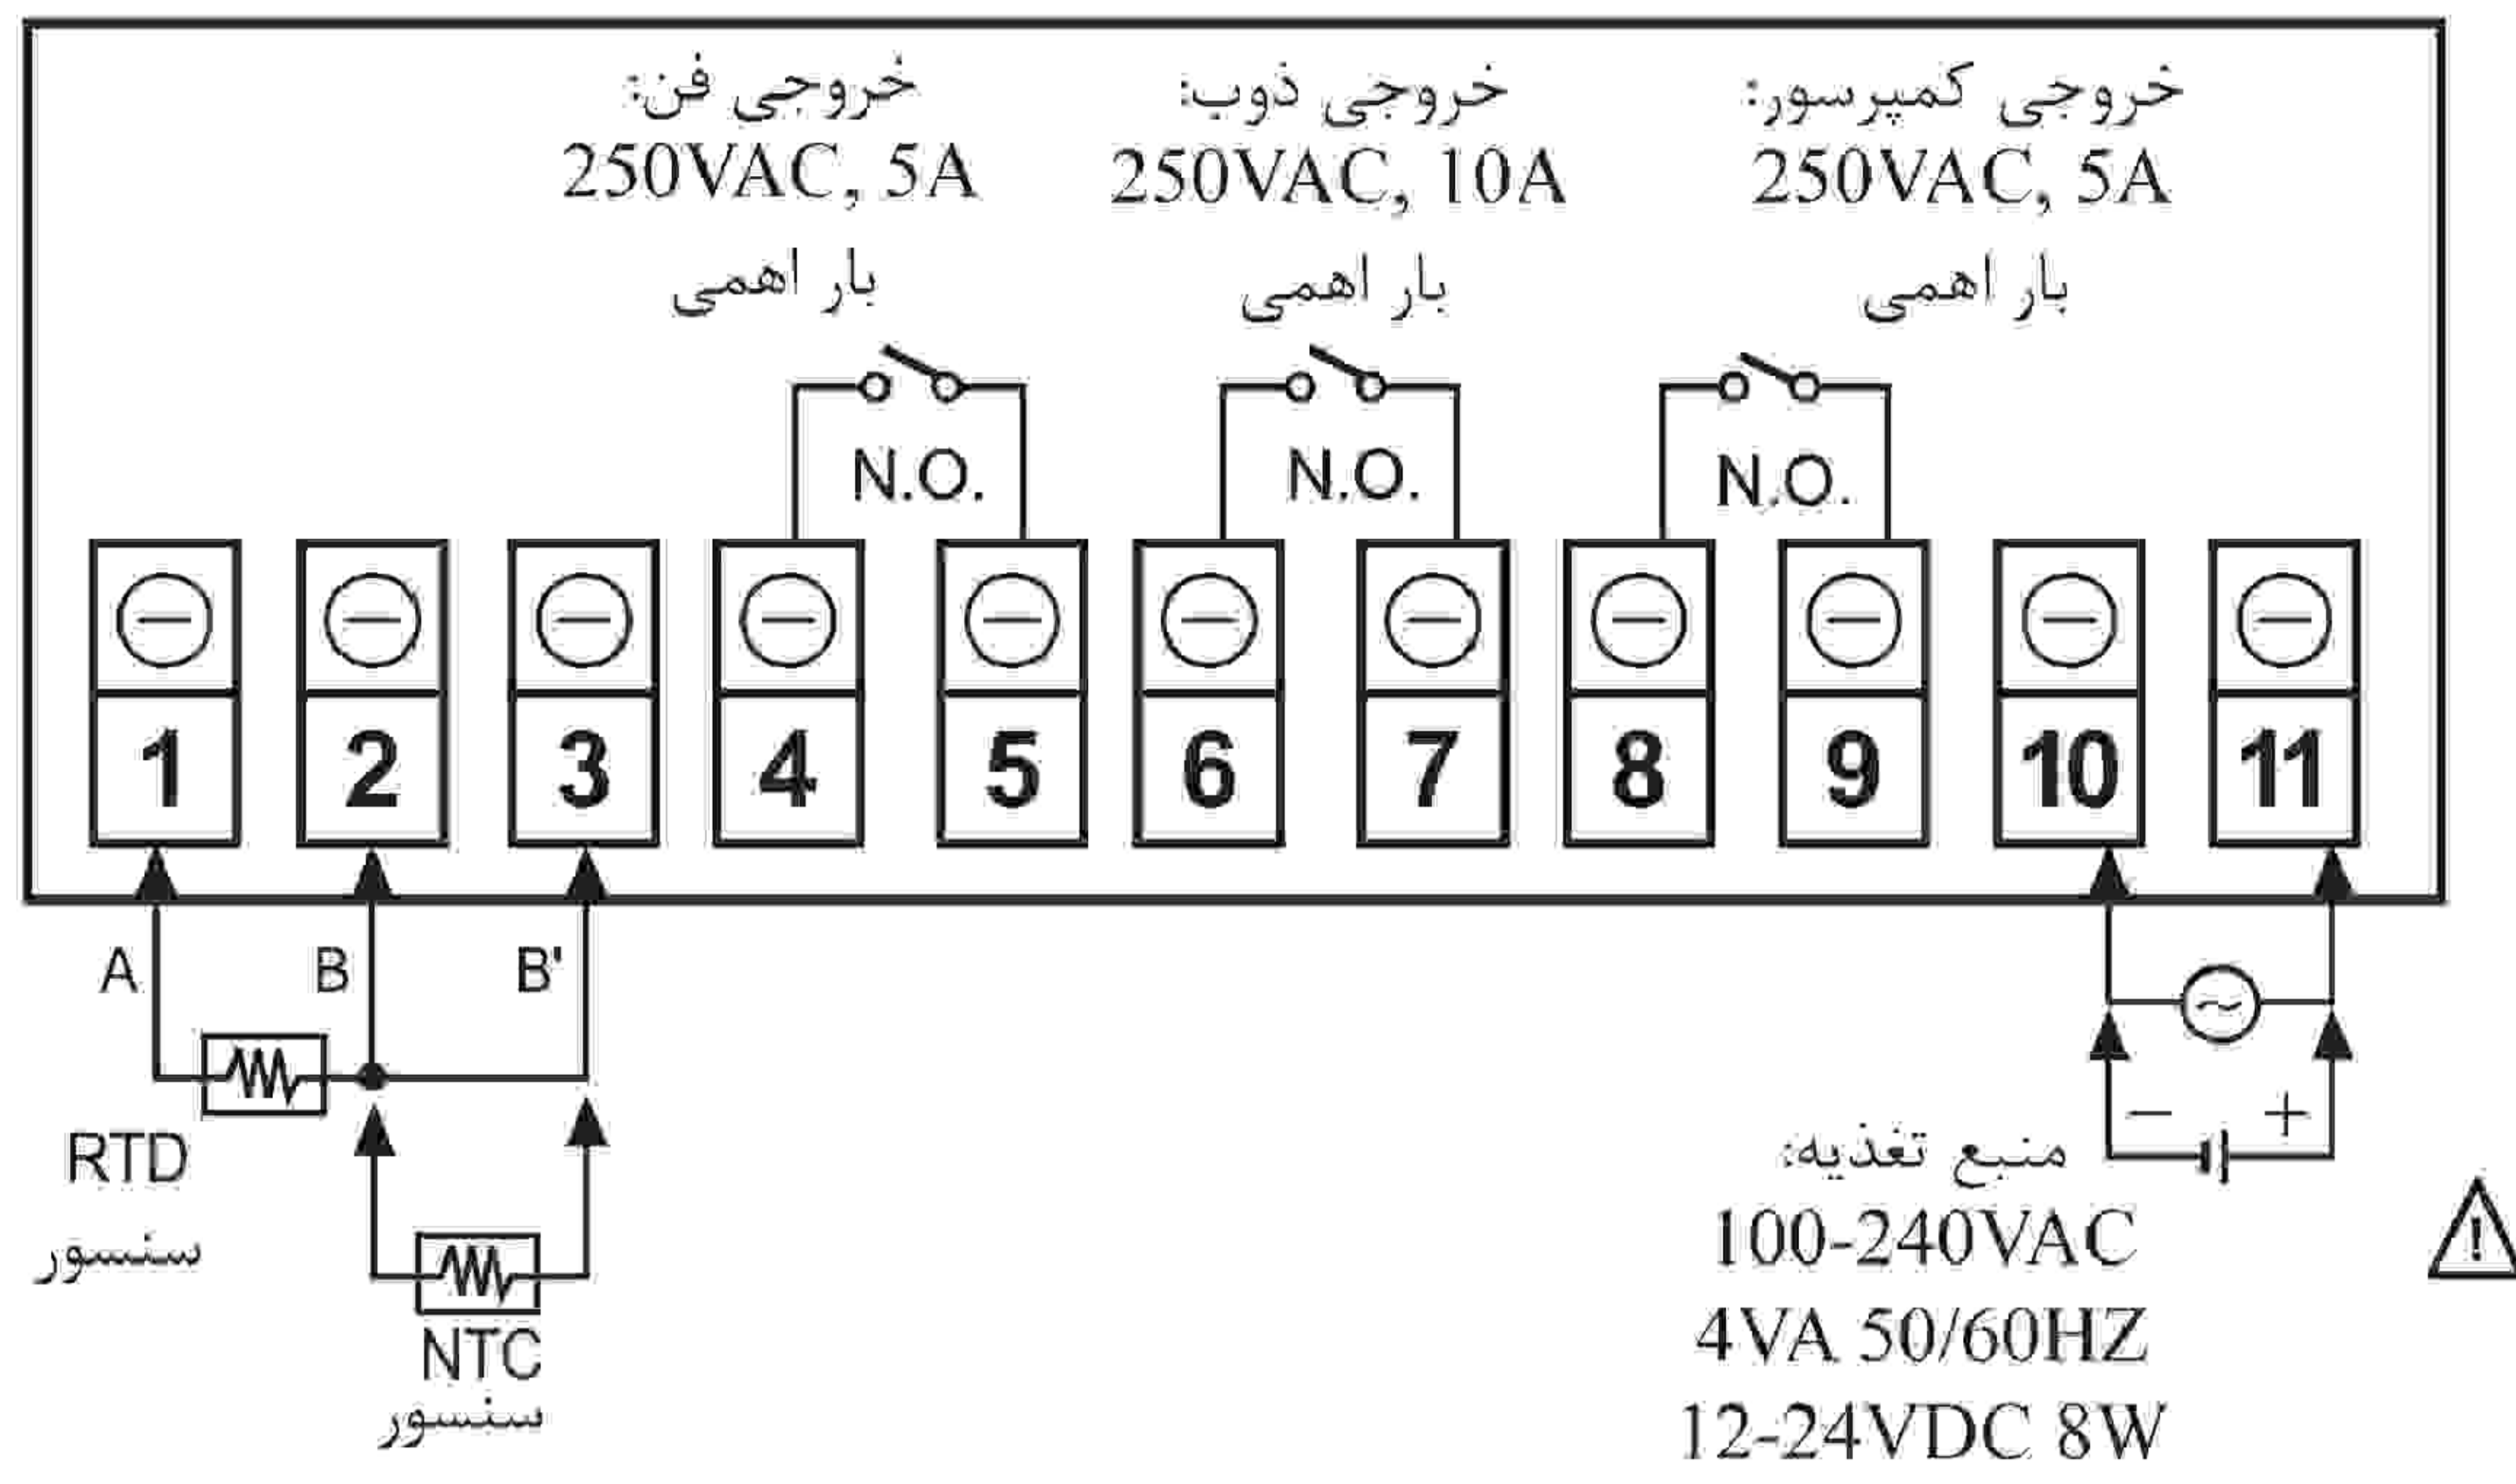 خروجی فن:
250VAC, 5A
بار اهمی
خروجی ذوب:
250VAC, 10A
بار اهمی
خروجی کمپرسور:
250VAC, 5A
بار اهمی
N.O.
N.O.
N.O.
1 2 3 4 5 6 7 8 9 10 11
A B B'
RTD
سنسور
NTC
سنسور
~
- +
منبع تغذیه:
100-240VAC
4VA 50/60HZ
12-24VDC 8W
!